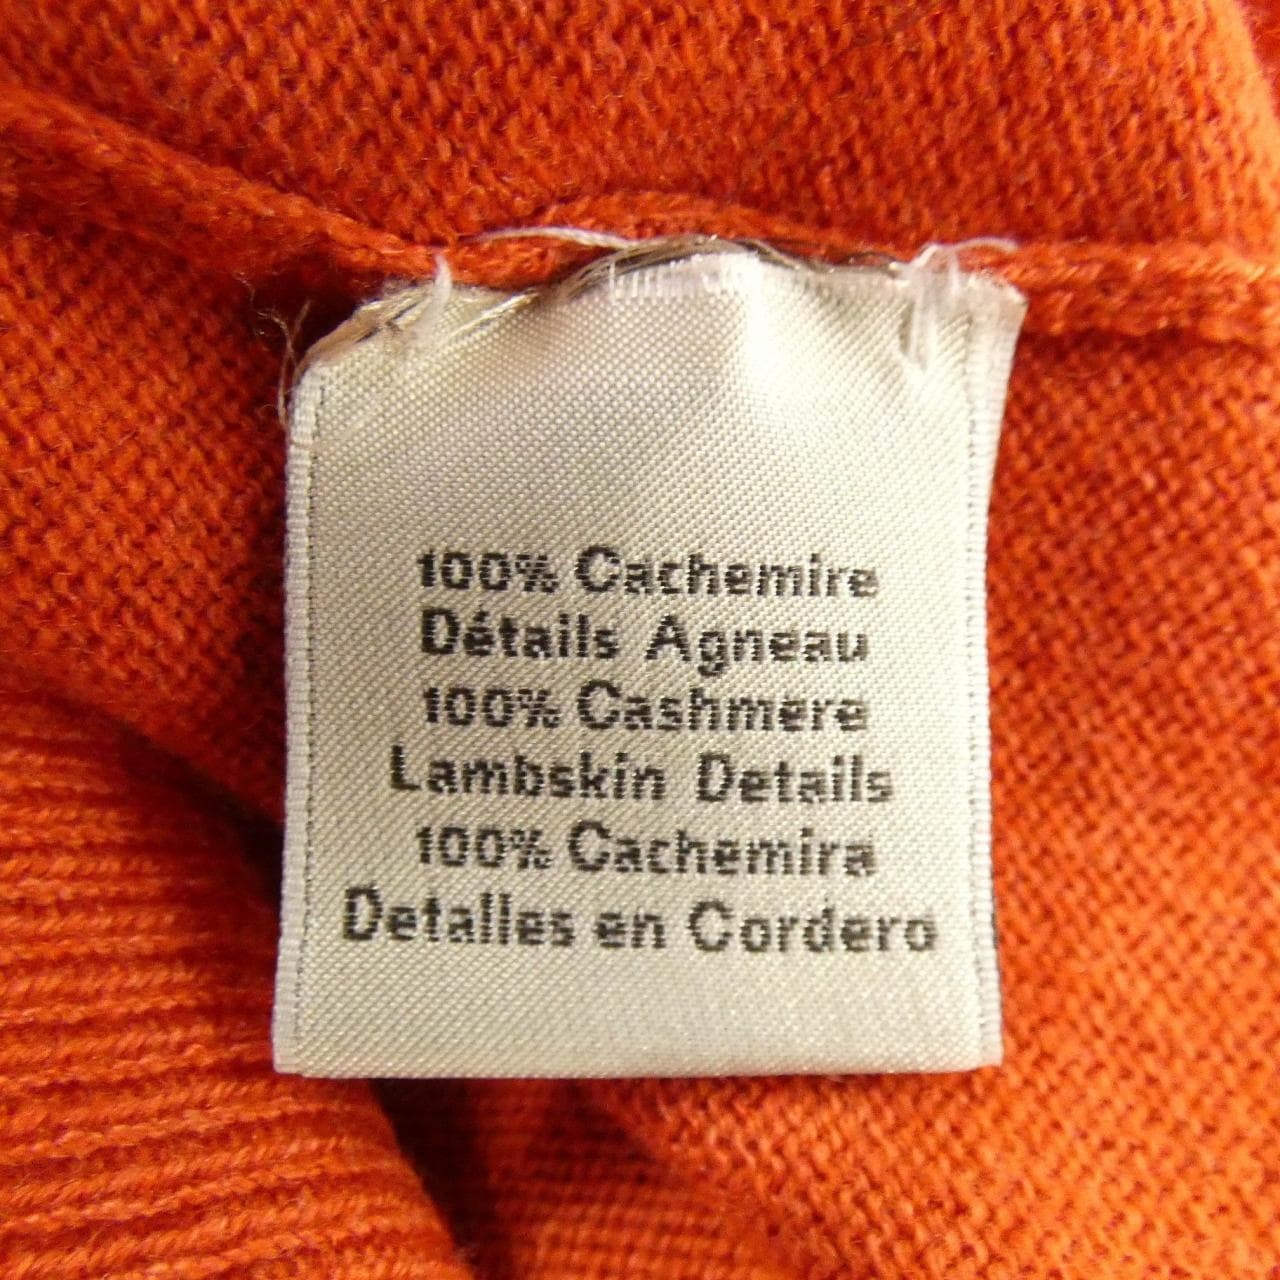 100% Cachemire
Détails Agneau
100% Cashmere
Lambskin Details
100% Cachemira
Detalles en Cordero